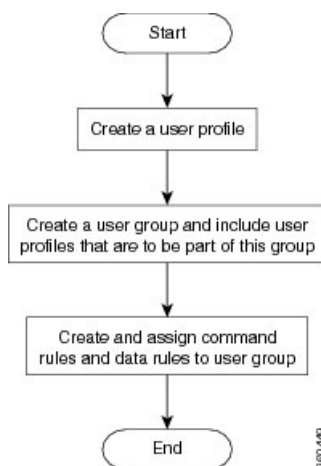 Start
Create a user profile
Create a user group and include user
profiles that are to be part of this group
Create and assign command
rules and data rules to user group
End